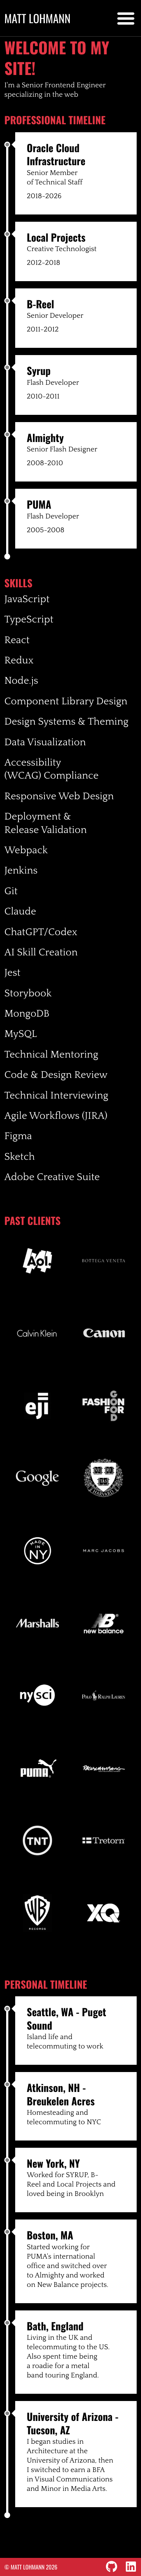 MATT LOHMANN
WELCOME TO MY
SITE!
I'm a Senior Frontend Engineer
specializing in the web
PROFESSIONAL TIMELINE
Oracle Cloud
Infrastructure
Senior Member
of Technical Staff
2018-2026
Local Projects
Creative Technologist
2012-2018
B-Reel
Senior Developer
2011-2012
Syrup
Flash Developer
2010-2011
Almighty
Senior Flash Designer
2008-2010
PUMA
Flash Developer
2005-2008
SKILLS
JavaScript
TypeScript
React
Redux
Node.js
Component Library Design
Design Systems & Theming
Data Visualization
Accessibility
(WCAG) Compliance
Responsive Web Design
Deployment &
Release Validation
Webpack
Jenkins
Git
Claude
ChatGPT/Codex
AI Skill Creation
Jest
Storybook
MongoDB
MySQL
Technical Mentoring
Code & Design Review
Technical Interviewing
Agile Workflows (JIRA)
Figma
Sketch
Adobe Creative Suite
PAST CLIENTS
BOTTEGA VENETA
Calvin Klein
Canon
eji
FASHION
FOR
GOOD
Google
MADE
IN
NY
MARC JACOBS
Marshalls
new balance
nysci
POLO RALPH LAUREN
PUMA
TNT
Tretorn
WB
RECORDS
XQ
PERSONAL TIMELINE
Seattle, WA - Puget
Sound
Island life and
telecommuting to work
Atkinson, NH -
Breukelen Acres
Homesteading and
telecommuting to NYC
New York, NY
Worked for SYRUP, B-
Reel and Local Projects and
loved being in Brooklyn
Boston, MA
Started working for
PUMA's international
office and switched over
to Almighty and worked
on New Balance projects.
Bath, England
Living in the UK and
telecommuting to the US.
Also spent time being
a roadie for a metal
band touring England.
University of Arizona -
Tucson, AZ
I began studies in
Architecture at the
University of Arizona, then
I switched to earn a BFA
in Visual Communications
and Minor in Media Arts.
© MATT LOHMANN 2026